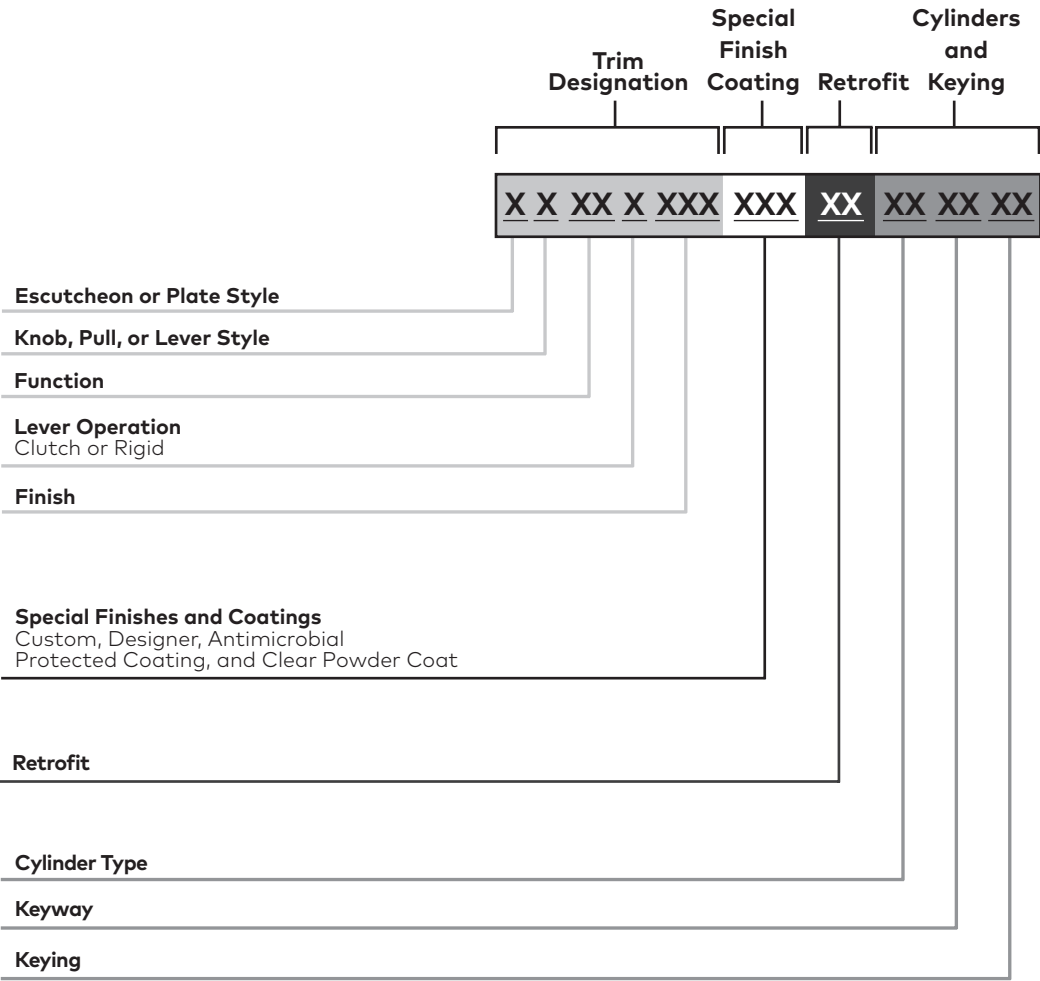 Special
Finish
Coating
Cylinders
and
Keying
Trim
Designation
Retrofit
X X XX X XXX XXX XX XX XX XX
Escutcheon or Plate Style
Knob, Pull, or Lever Style
Function
Lever Operation
Clutch or Rigid
Finish
Special Finishes and Coatings
Custom, Designer, Antimicrobial
Protected Coating, and Clear Powder Coat
Retrofit
Cylinder Type
Keyway
Keying